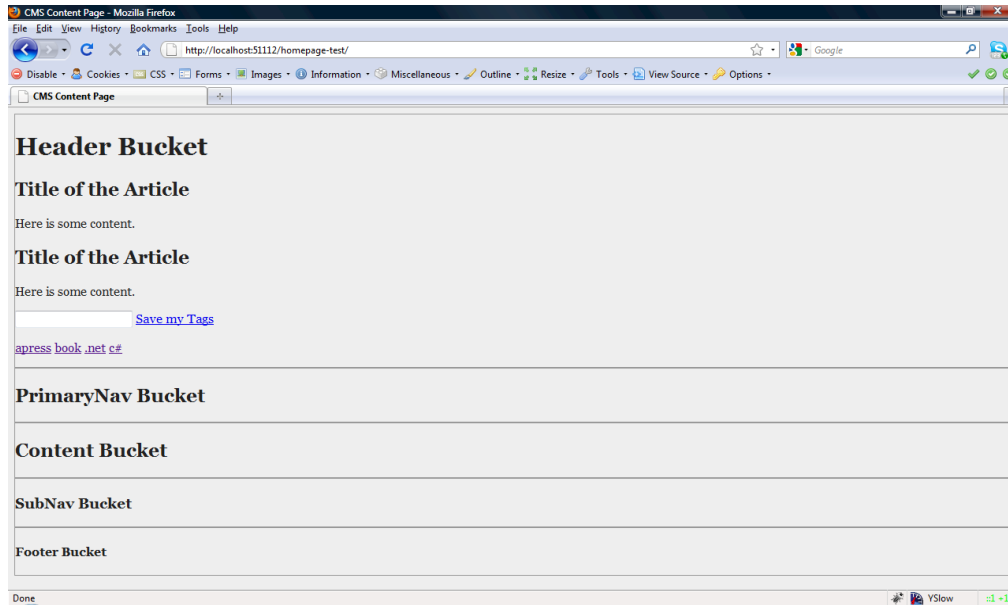 CMS Content Page - Mozilla Firefox
File Edit View History Bookmarks Tools Help
http://localhost:51112/homepage-test/ Google
Disable Cookies CSS Forms Images Information Miscellaneous Outline Resize Tools View Source Options
CMS Content Page
Header Bucket
Title of the Article
Here is some content.
Title of the Article
Here is some content.
Save my Tags
apress book .net c#
PrimaryNav Bucket
Content Bucket
SubNav Bucket
Footer Bucket
Done YSlow